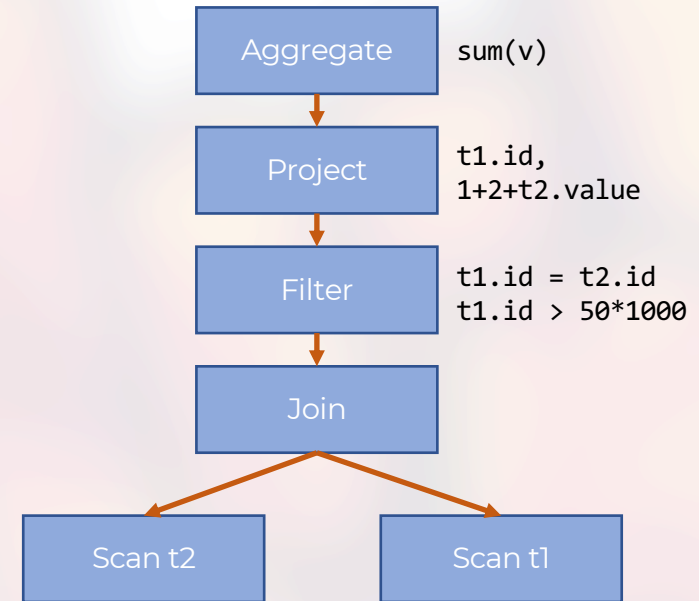 Aggregate
sum(v)
Project
t1.id,
1+2+t2.value
Filter
t1.id = t2.id
t1.id > 50*1000
Join
Scan t2
Scan t1